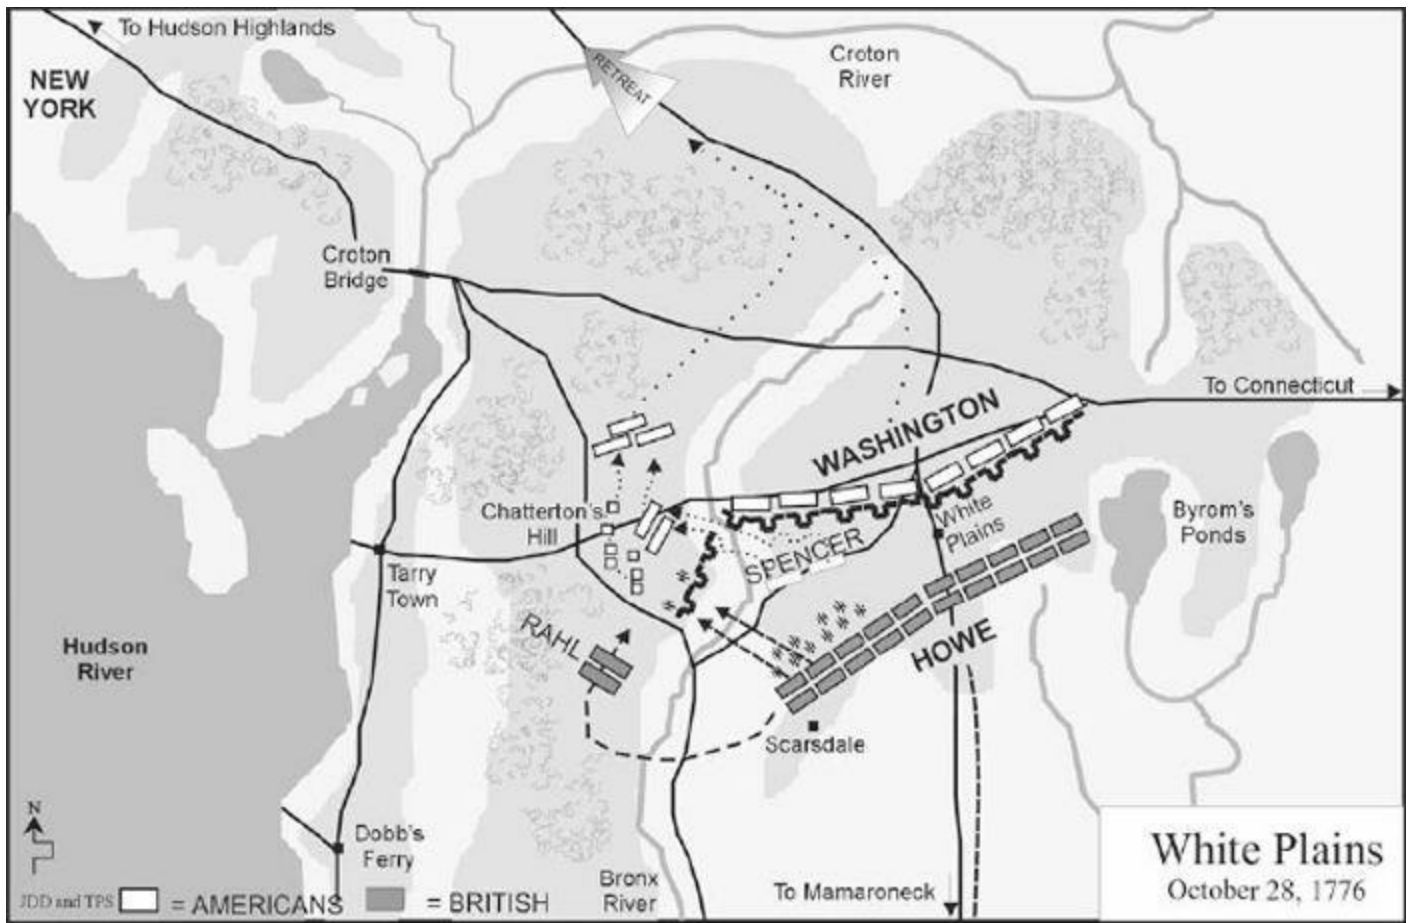 To Hudson Highlands
NEW
YORK
RETREAT
Croton
River
Croton
Bridge
To Connecticut
WASHINGTON
Chatterton's
Hill
White
Plains
SPENCER
Byrom's
Ponds
Tarry
Town
RAHL
HOWE
Hudson
River
Scarsdale
N
Dobb's
Ferry
Bronx
River
To Mamaroneck
White Plains
October 28, 1776
JDD and TPS
= AMERICANS
= BRITISH